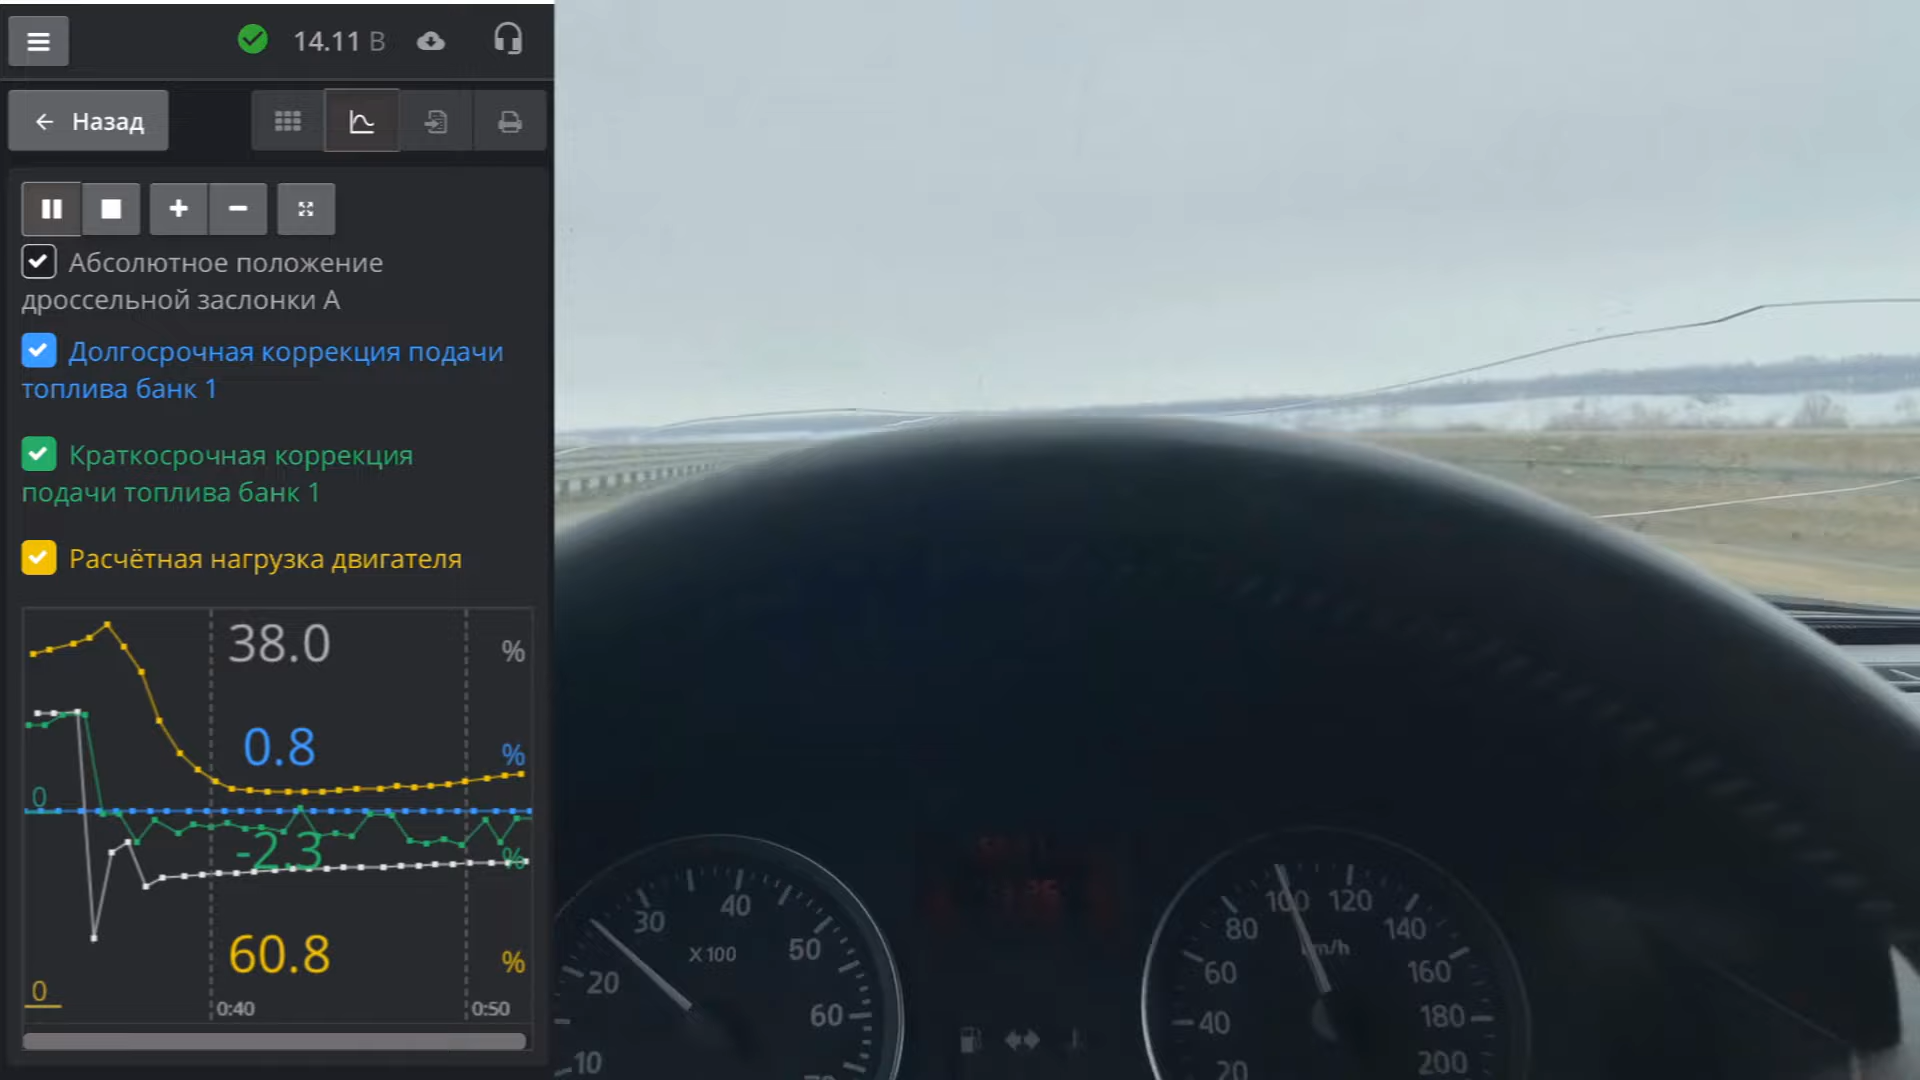 14.11 В
Назад
Абсолютное положение
дроссельной заслонки А
Долгосрочная коррекция подачи
топлива банк 1
Краткосрочная коррекция
подачи топлива банк 1
Расчётная нагрузка двигателя
38.0 %
0.8 %
0
-2.3 %
60.8 %
0
0:40 0:50
10 20 30 40 50 60
X 100
20 40 60 80 100 120 140 160 180 200
km/h